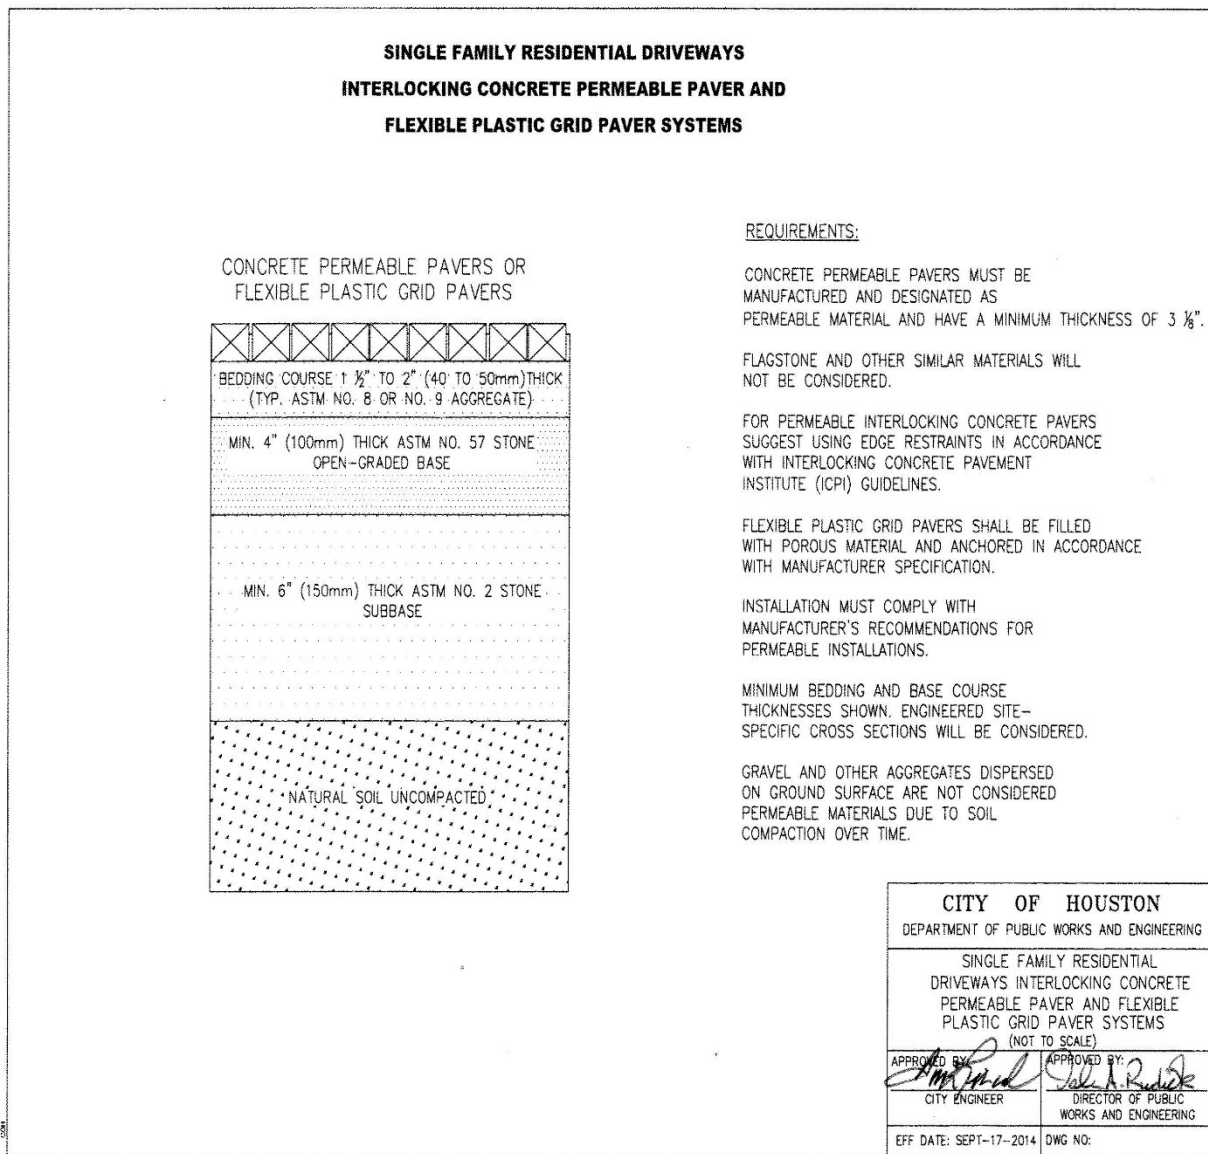 SINGLE FAMILY RESIDENTIAL DRIVEWAYS
INTERLOCKING CONCRETE PERMEABLE PAVER AND
FLEXIBLE PLASTIC GRID PAVER SYSTEMS
CONCRETE PERMEABLE PAVERS OR
FLEXIBLE PLASTIC GRID PAVERS
BEDDING COURSE 1 ½" TO 2" (40 TO 50mm)THICK
(TYP. ASTM NO. 8 OR NO. 9 AGGREGATE)
MIN. 4" (100mm) THICK ASTM NO. 57 STONE
OPEN-GRADED BASE
MIN. 6" (150mm) THICK ASTM NO. 2 STONE
SUBBASE
NATURAL SOIL UNCOMPACTED
REQUIREMENTS:
CONCRETE PERMEABLE PAVERS MUST BE
MANUFACTURED AND DESIGNATED AS
PERMEABLE MATERIAL AND HAVE A MINIMUM THICKNESS OF 3 ⅛".
FLAGSTONE AND OTHER SIMILAR MATERIALS WILL
NOT BE CONSIDERED.
FOR PERMEABLE INTERLOCKING CONCRETE PAVERS
SUGGEST USING EDGE RESTRAINTS IN ACCORDANCE
WITH INTERLOCKING CONCRETE PAVEMENT
INSTITUTE (ICPI) GUIDELINES.
FLEXIBLE PLASTIC GRID PAVERS SHALL BE FILLED
WITH POROUS MATERIAL AND ANCHORED IN ACCORDANCE
WITH MANUFACTURER SPECIFICATION.
INSTALLATION MUST COMPLY WITH
MANUFACTURER'S RECOMMENDATIONS FOR
PERMEABLE INSTALLATIONS.
MINIMUM BEDDING AND BASE COURSE
THICKNESSES SHOWN. ENGINEERED SITE-
SPECIFIC CROSS SECTIONS WILL BE CONSIDERED.
GRAVEL AND OTHER AGGREGATES DISPERSED
ON GROUND SURFACE ARE NOT CONSIDERED
PERMEABLE MATERIALS DUE TO SOIL
COMPACTION OVER TIME.
CITY OF HOUSTON
DEPARTMENT OF PUBLIC WORKS AND ENGINEERING
SINGLE FAMILY RESIDENTIAL
DRIVEWAYS INTERLOCKING CONCRETE
PERMEABLE PAVER AND FLEXIBLE
PLASTIC GRID PAVER SYSTEMS
(NOT TO SCALE)
APPROVED BY:
CITY ENGINEER
APPROVED BY:
DIRECTOR OF PUBLIC
WORKS AND ENGINEERING
EFF DATE: SEPT-17-2014
DWG NO: